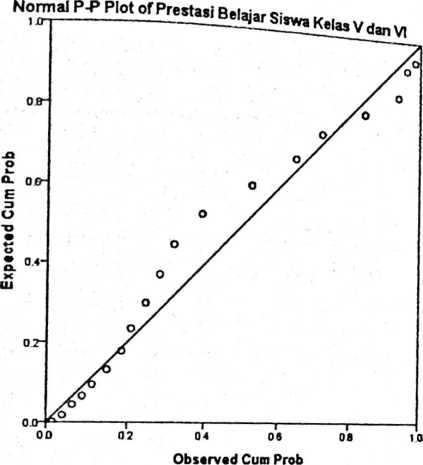 Normal P-P Plot of Prestasi Belajar Siswa Kelas V dan VI
1.0
0.8
0.6
0.4
0.2
0.0
Expected Cum Prob
0.0 0.2 0.4 0.6 0.8 1.0
Observed Cum Prob